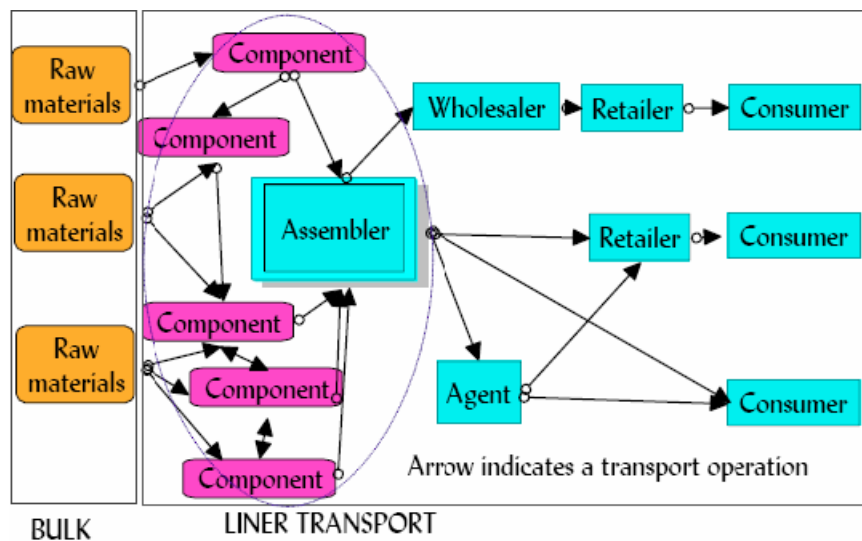 Raw
materials
Component
Wholesaler
Retailer
Consumer
Component
Raw
materials
Assembler
Retailer
Consumer
Component
Raw
materials
Component
Agent
Consumer
Component
Arrow indicates a transport operation
BULK
LINER TRANSPORT